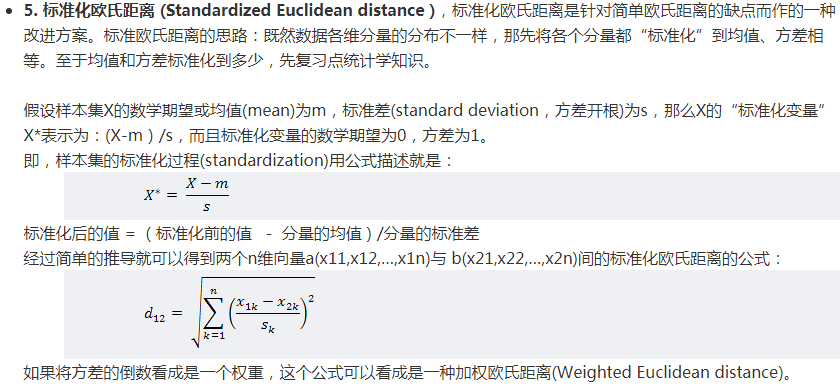 5. 标准化欧氏距离 (Standardized Euclidean distance )，标准化欧氏距离是针对简单欧氏距离的缺点而作的一种
改进方案。标准欧氏距离的思路：既然数据各维分量的分布不一样，那先将各个分量都“标准化”到均值、方差相
等。至于均值和方差标准化到多少，先复习点统计学知识。
假设样本集X的数学期望或均值(mean)为m，标准差(standard deviation，方差开根)为s，那么X的“标准化变量”
X*表示为：(X-m ) /s，而且标准化变量的数学期望为0，方差为1。
即，样本集的标准化过程(standardization)用公式描述就是：
X* = (X − m) / s
标准化后的值 = ( 标准化前的值 － 分量的均值 ) /分量的标准差
经过简单的推导就可以得到两个n维向量a(x11,x12,…,x1n)与 b(x21,x22,…,x2n)间的标准化欧氏距离的公式：
d₁₂ = √(∑ₖ₌₁ⁿ ((x₁ₖ − x₂ₖ) / sₖ)²)
如果将方差的倒数看成是一个权重，这个公式可以看成是一种加权欧氏距离(Weighted Euclidean distance)。